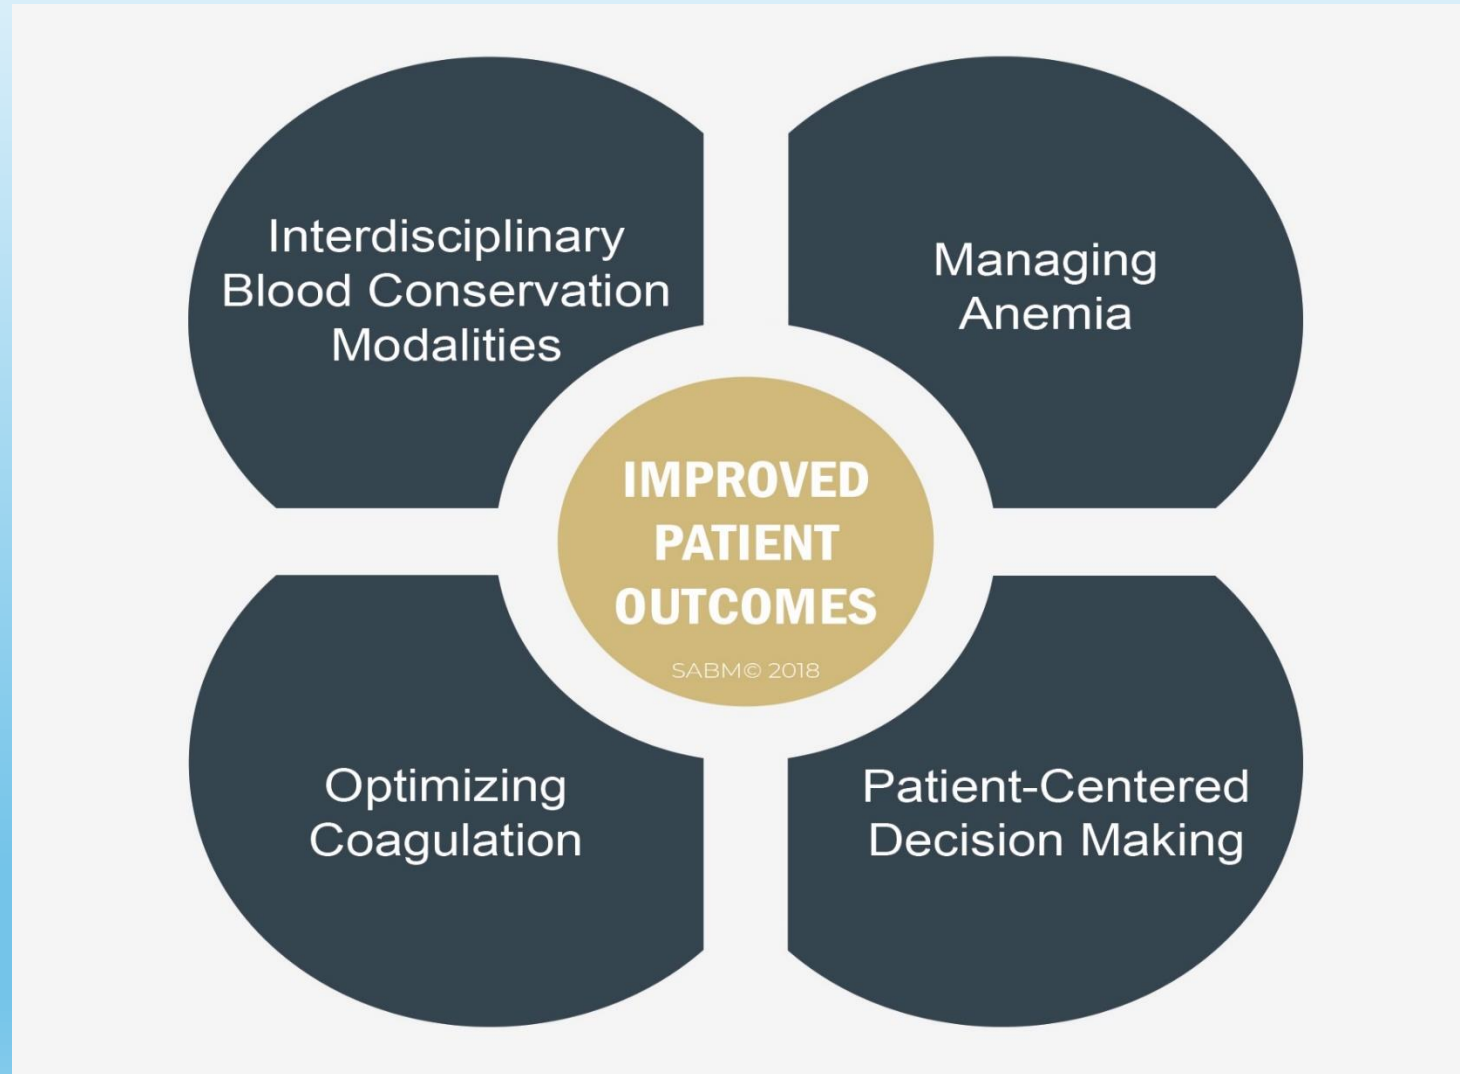 Interdisciplinary
Blood Conservation
Modalities
Managing
Anemia
IMPROVED
PATIENT
OUTCOMES
SABM© 2018
Optimizing
Coagulation
Patient-Centered
Decision Making